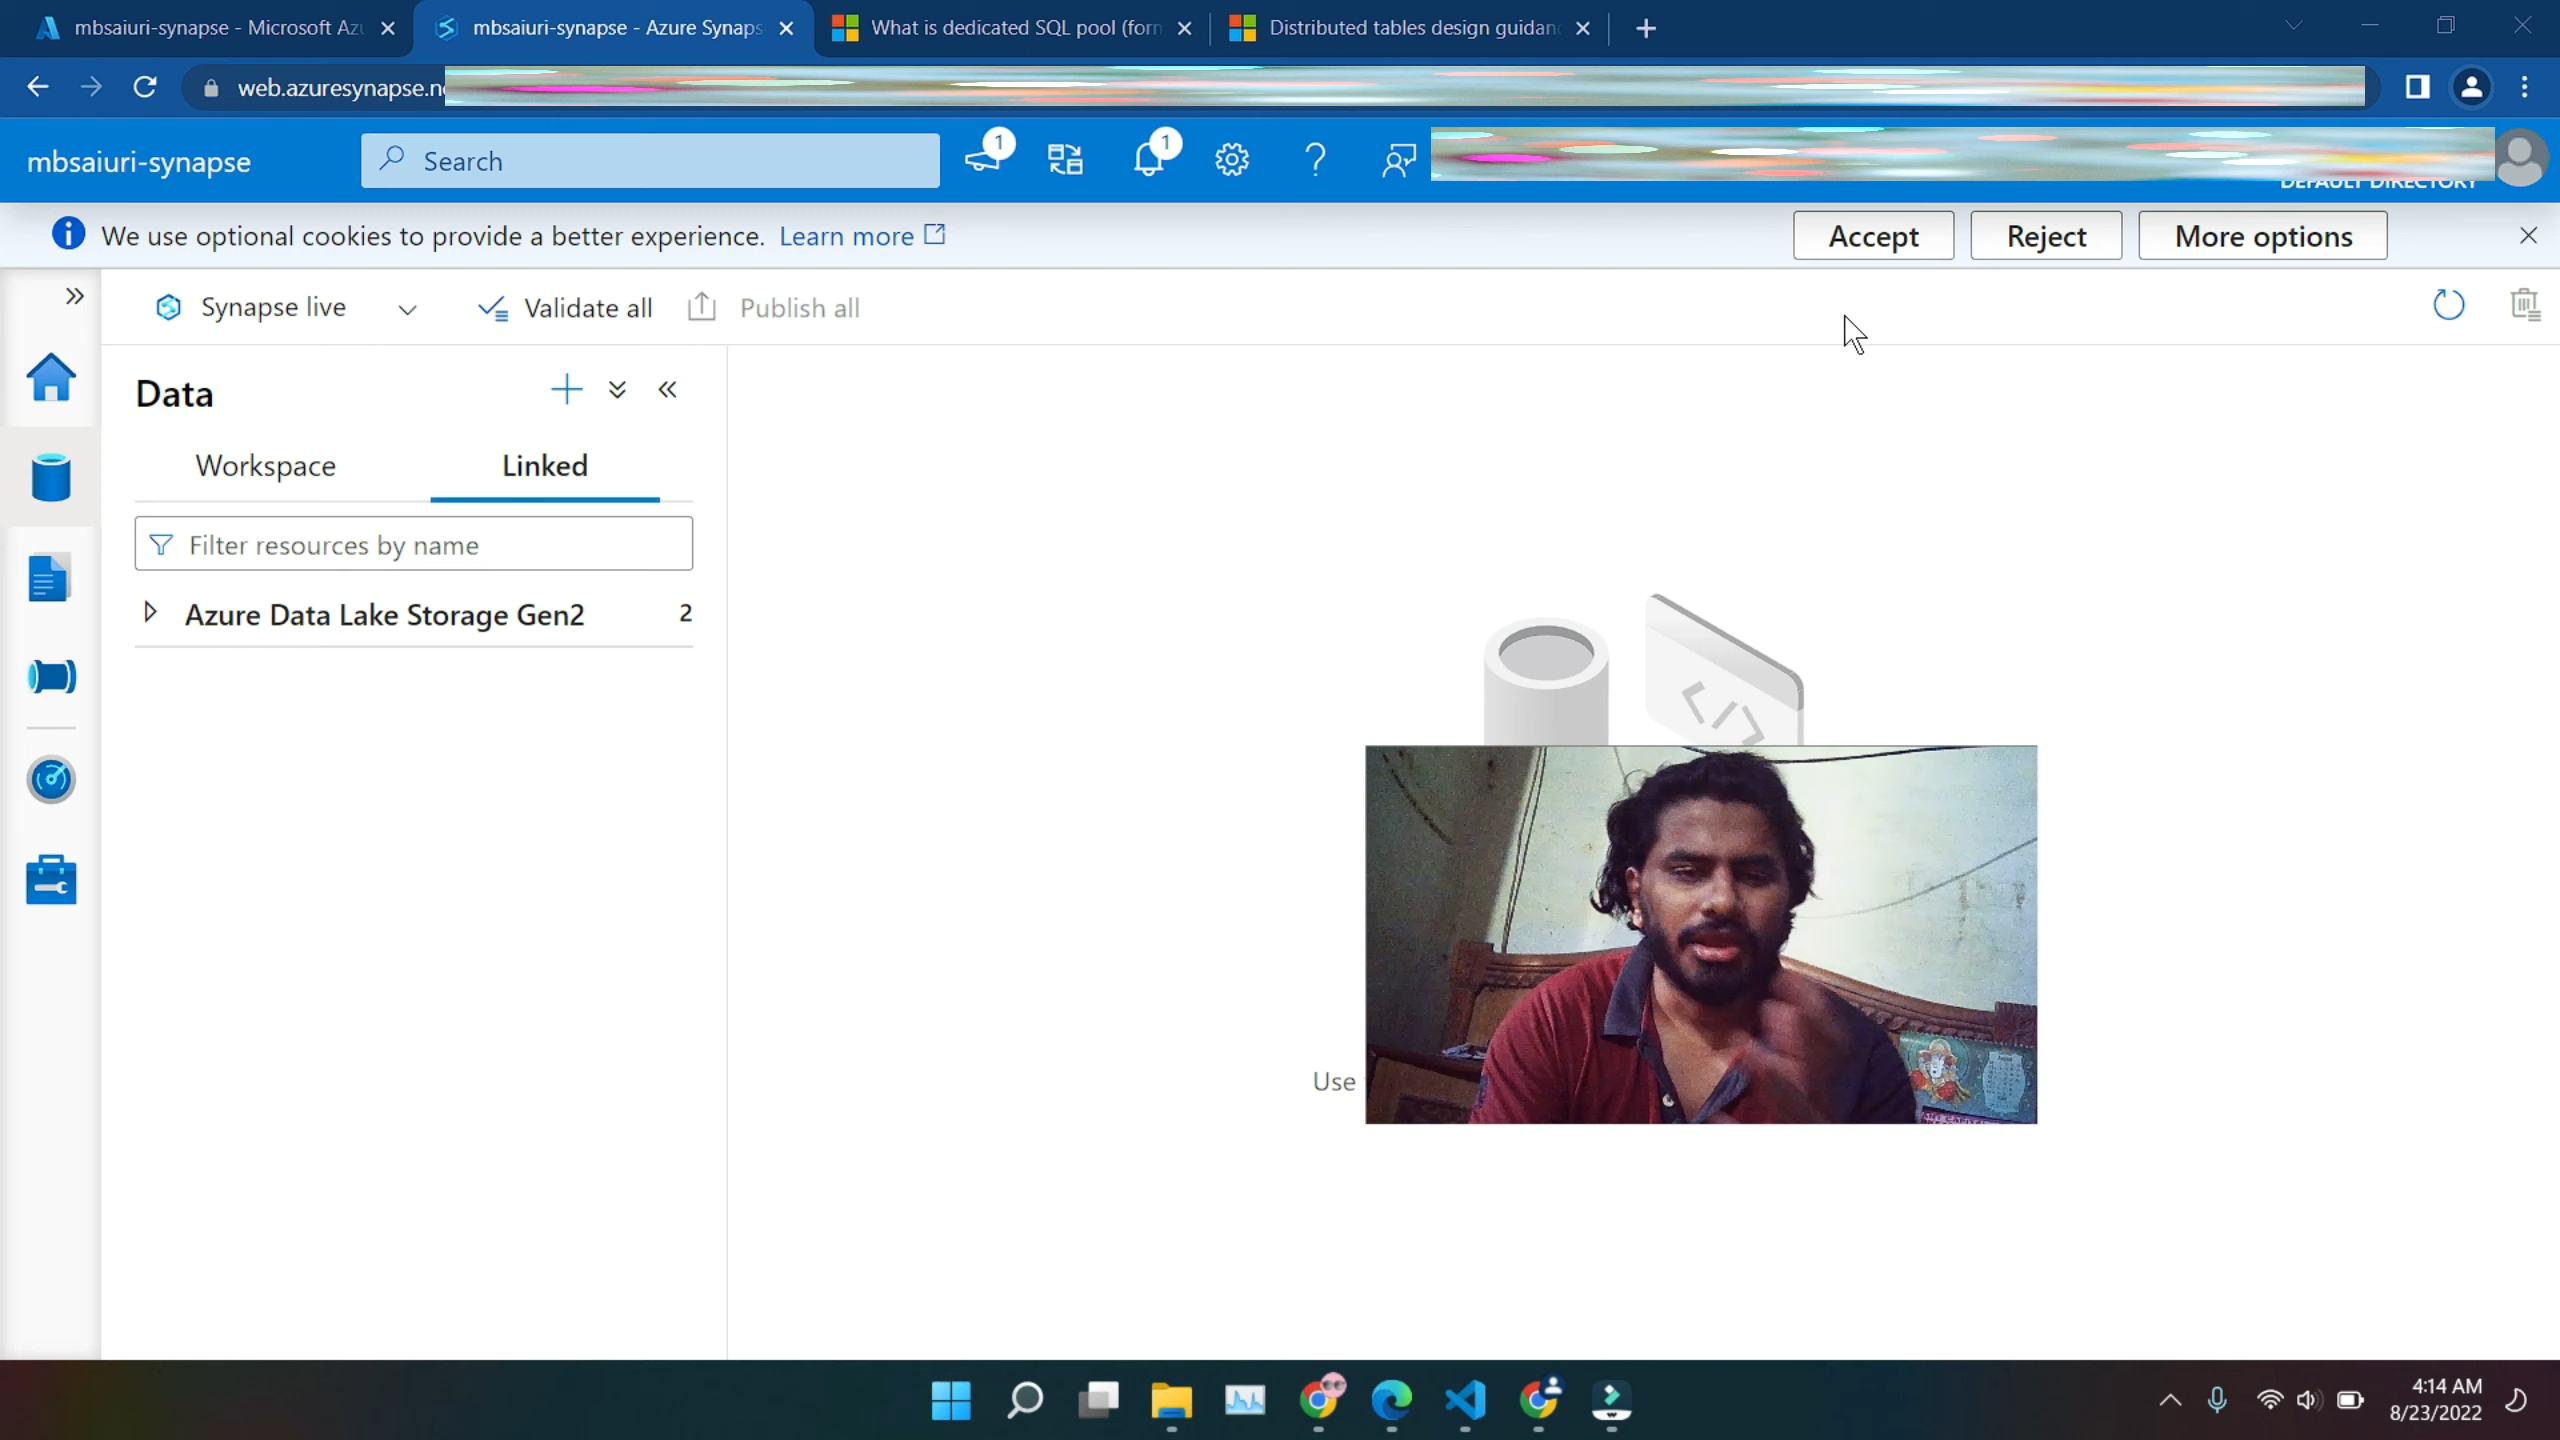 mbsaiuri-synapse - Microsoft Az
mbsaiuri-synapse - Azure Synaps
What is dedicated SQL pool (form
Distributed tables design guidan
web.azuresynapse.n
mbsaiuri-synapse
Search
1
1
DEFAULT DIRECTORY
We use optional cookies to provide a better experience. Learn more
Accept
Reject
More options
Synapse live
Validate all
Publish all
Data
Workspace
Linked
Filter resources by name
Azure Data Lake Storage Gen2 2
Use
4:14 AM
8/23/2022